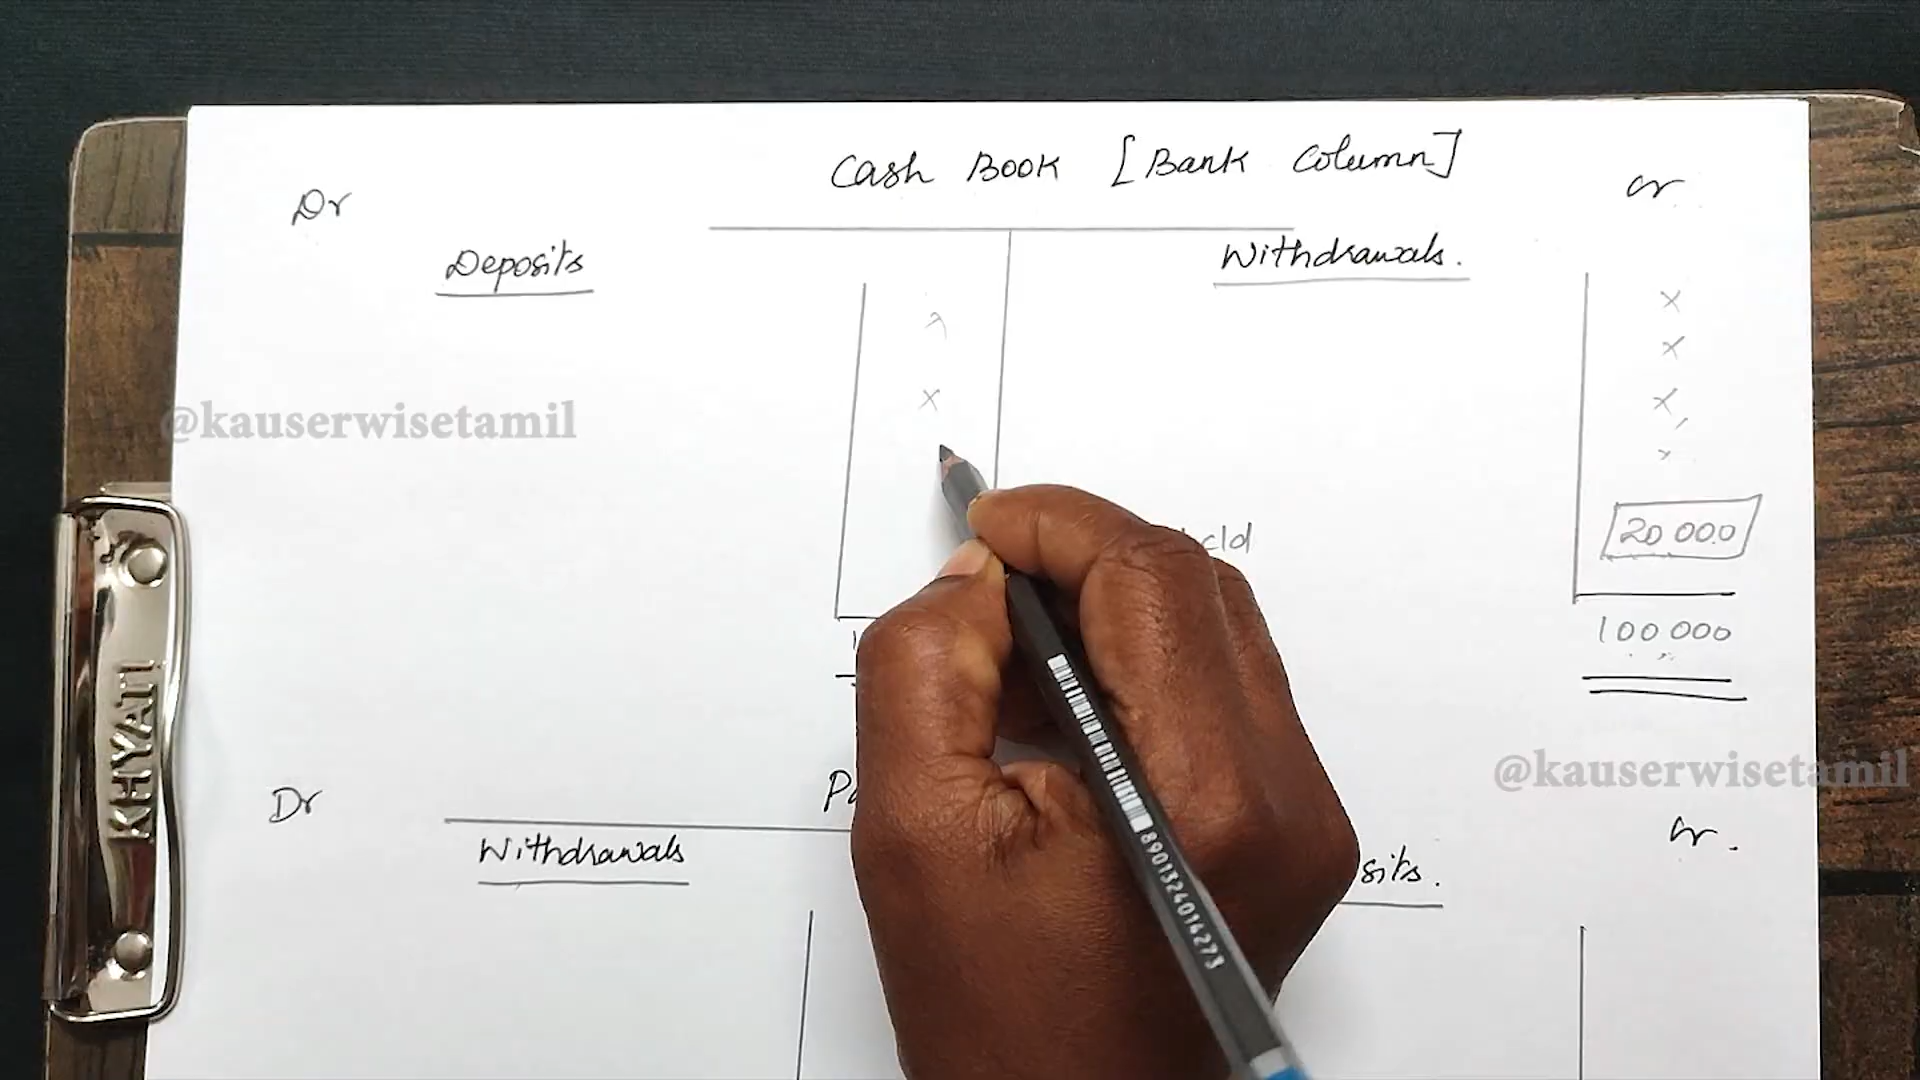 Cash Book [Bank Column]
Dr
Cr
Deposits
Withdrawals.
x
x
x
x
x
x
@kauserwisetamil
c/d
20 000
100 000
@kauserwisetamil
KHYATI
Dr
Cr.
Withdrawals
sits.
8901324014273